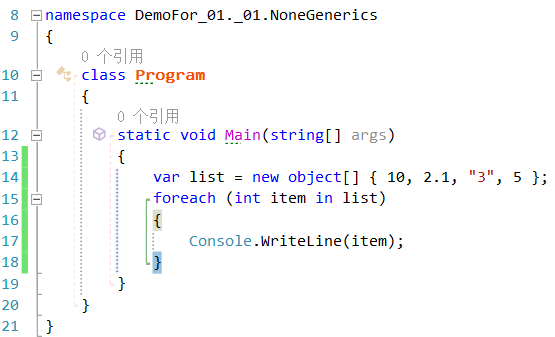 8 namespace DemoFor_01._01.NoneGenerics
9 {
0 个引用
10 class Program
11 {
0 个引用
12 static void Main(string[] args)
13 {
14 var list = new object[] { 10, 2.1, "3", 5 };
15 foreach (int item in list)
16 {
17 Console.WriteLine(item);
18 }
19 }
20 }
21 }